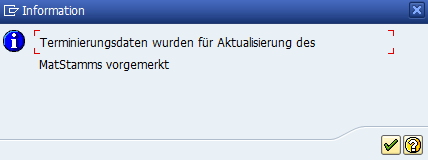 Information
Terminierungsdaten wurden für Aktualisierung des
MatStamms vorgemerkt